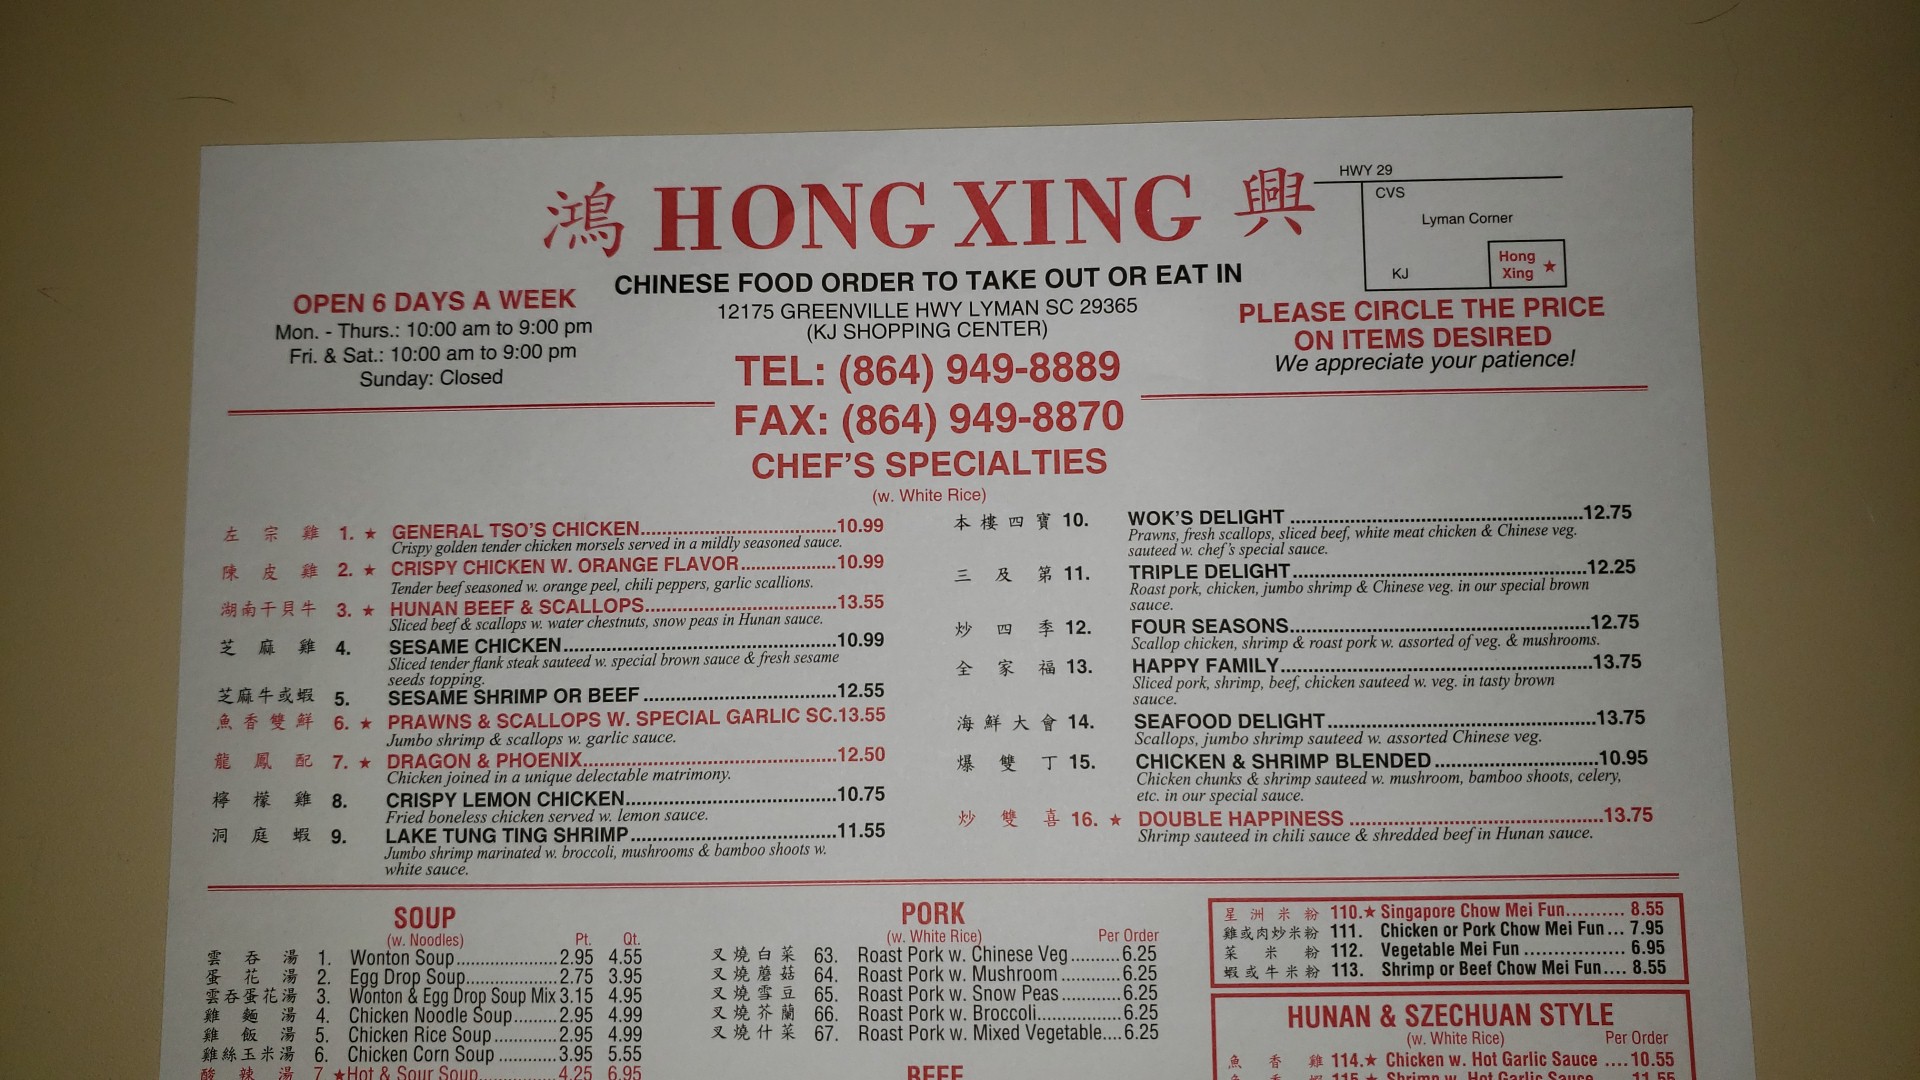 鴻 HONG XING 興
CHINESE FOOD ORDER TO TAKE OUT OR EAT IN
12175 GREENVILLE HWY LYMAN SC 29365
(KJ SHOPPING CENTER)
TEL: (864) 949-8889
FAX: (864) 949-8870
OPEN 6 DAYS A WEEK
Mon. - Thurs.: 10:00 am to 9:00 pm
Fri. & Sat.: 10:00 am to 9:00 pm
Sunday: Closed
HWY 29
CVS
Lyman Corner
KJ
Hong
Xing ★
PLEASE CIRCLE THE PRICE
ON ITEMS DESIRED
We appreciate your patience!
CHEF'S SPECIALTIES
(w. White Rice)
左宗雞 1. ★ GENERAL TSO'S CHICKEN 10.99
Crispy golden tender chicken morsels served in a mildly seasoned sauce.
陳皮雞 2. ★ CRISPY CHICKEN W. ORANGE FLAVOR 10.99
Tender beef seasoned w. orange peel, chili peppers, garlic scallions.
湖南干貝牛 3. ★ HUNAN BEEF & SCALLOPS 13.55
Sliced beef & scallops w. water chestnuts, snow peas in Hunan sauce.
芝麻雞 4. SESAME CHICKEN 10.99
Sliced tender flank steak sauteed w. special brown sauce & fresh sesame
seeds topping.
芝麻牛或蝦 5. SESAME SHRIMP OR BEEF 12.55
魚香雙鮮 6. ★ PRAWNS & SCALLOPS W. SPECIAL GARLIC SC. 13.55
Jumbo shrimp & scallops w. garlic sauce.
龍鳳配 7. ★ DRAGON & PHOENIX 12.50
Chicken joined in a unique delectable matrimony.
檸檬雞 8. CRISPY LEMON CHICKEN 10.75
Fried boneless chicken served w. lemon sauce.
洞庭蝦 9. LAKE TUNG TING SHRIMP 11.55
Jumbo shrimp marinated w. broccoli, mushrooms & bamboo shoots w.
white sauce.
本樓四寶 10. WOK'S DELIGHT 12.75
Prawns, fresh scallops, sliced beef, white meat chicken & Chinese veg.
sauteed w. chef's special sauce.
三及第 11. TRIPLE DELIGHT 12.25
Roast pork, chicken, jumbo shrimp & Chinese veg. in our special brown
sauce.
炒四季 12. FOUR SEASONS 12.75
Scallop chicken, shrimp & roast pork w. assorted of veg. & mushrooms.
全家福 13. HAPPY FAMILY 13.75
Sliced pork, shrimp, beef, chicken sauteed w. veg. in tasty brown
sauce.
海鮮大會 14. SEAFOOD DELIGHT 13.75
Scallops, jumbo shrimp sauteed w. assorted Chinese veg.
爆雙丁 15. CHICKEN & SHRIMP BLENDED 10.95
Chicken chunks & shrimp sauteed w. mushroom, bamboo shoots, celery,
etc. in our special sauce.
炒雙喜 16. ★ DOUBLE HAPPINESS 13.75
Shrimp sauteed in chili sauce & shredded beef in Hunan sauce.
SOUP
(w. Noodles) Pt. Qt.
雲吞湯 1. Wonton Soup 2.95 4.55
蛋花湯 2. Egg Drop Soup 2.75 3.95
雲吞蛋花湯 3. Wonton & Egg Drop Soup Mix 3.15 4.95
雞麵湯 4. Chicken Noodle Soup 2.95 4.99
雞飯湯 5. Chicken Rice Soup 2.95 4.99
雞絲玉米湯 6. Chicken Corn Soup 3.95 5.55
酸辣湯 7. ★ Hot & Sour Soup 4.25 6.95
PORK
(w. White Rice) Per Order
叉燒白菜 63. Roast Pork w. Chinese Veg 6.25
叉燒蘑菇 64. Roast Pork w. Mushroom 6.25
叉燒雪豆 65. Roast Pork w. Snow Peas 6.25
叉燒芥蘭 66. Roast Pork w. Broccoli 6.25
叉燒什菜 67. Roast Pork w. Mixed Vegetable 6.25
BEEF
星洲米粉 110. ★ Singapore Chow Mei Fun 8.55
雞或肉炒米粉 111. Chicken or Pork Chow Mei Fun 7.95
菜米粉 112. Vegetable Mei Fun 6.95
蝦或牛米粉 113. Shrimp or Beef Chow Mei Fun 8.55
HUNAN & SZECHUAN STYLE
(w. White Rice) Per Order
魚香雞 114. ★ Chicken w. Hot Garlic Sauce 10.55
115. ★ Shrimp w. Hot Garlic Sauce 11.55